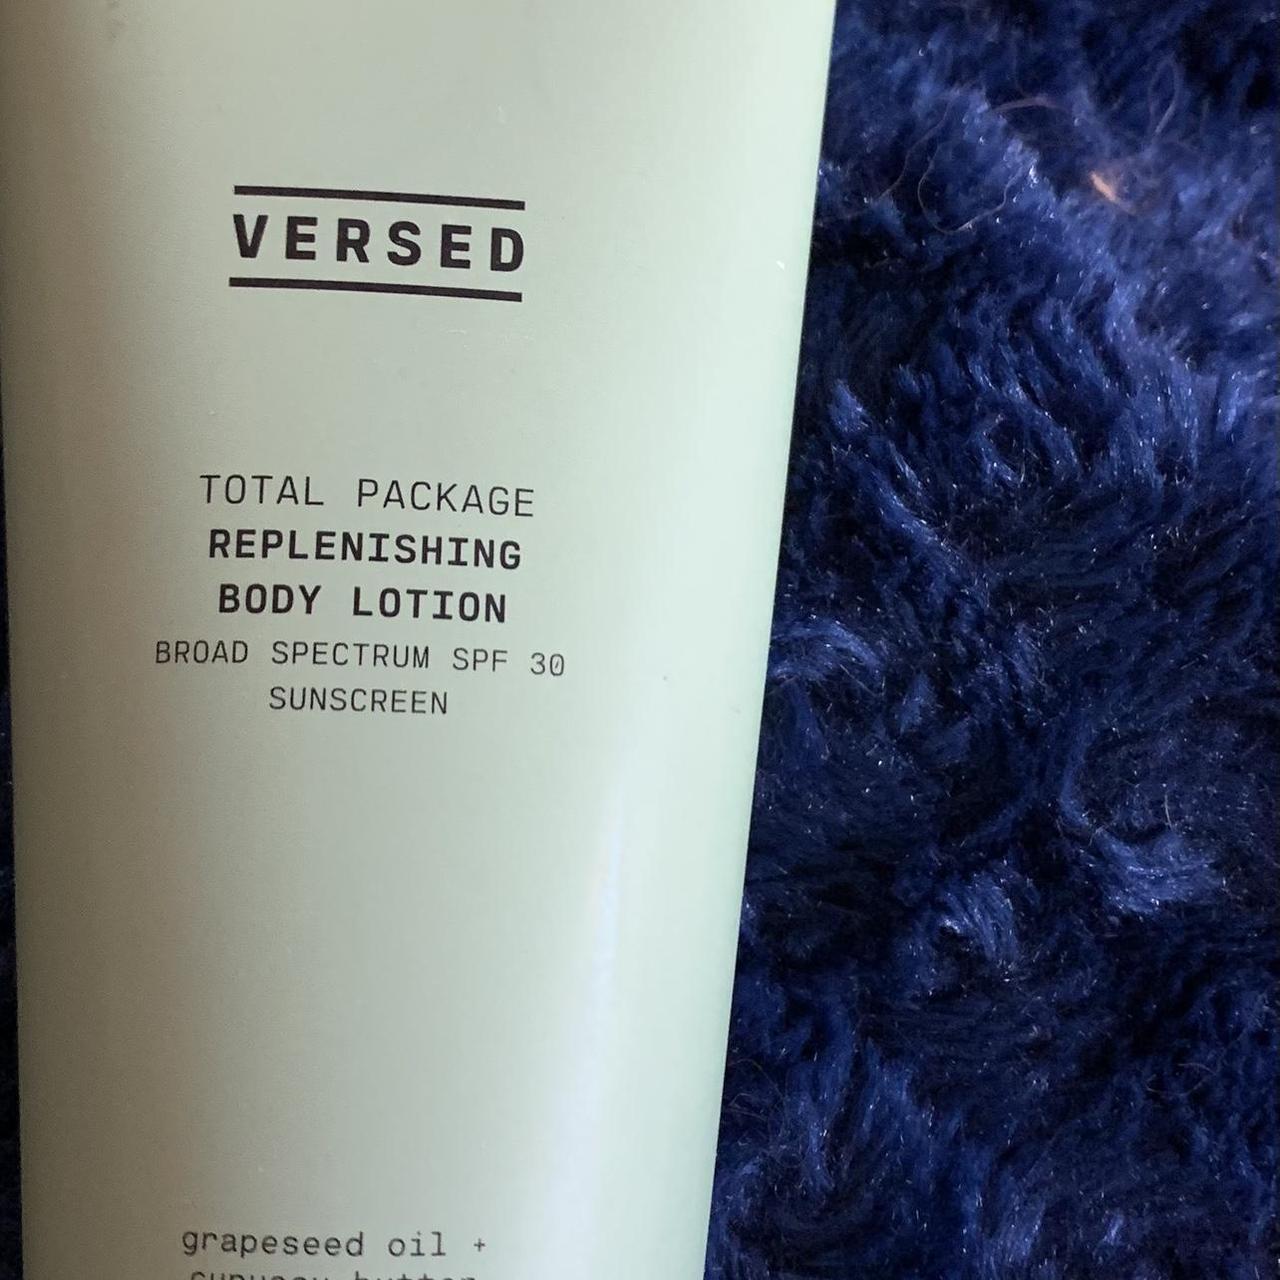 VERSED
TOTAL PACKAGE
REPLENISHING
BODY LOTION
BROAD SPECTRUM SPF 30
SUNSCREEN
grapeseed oil +